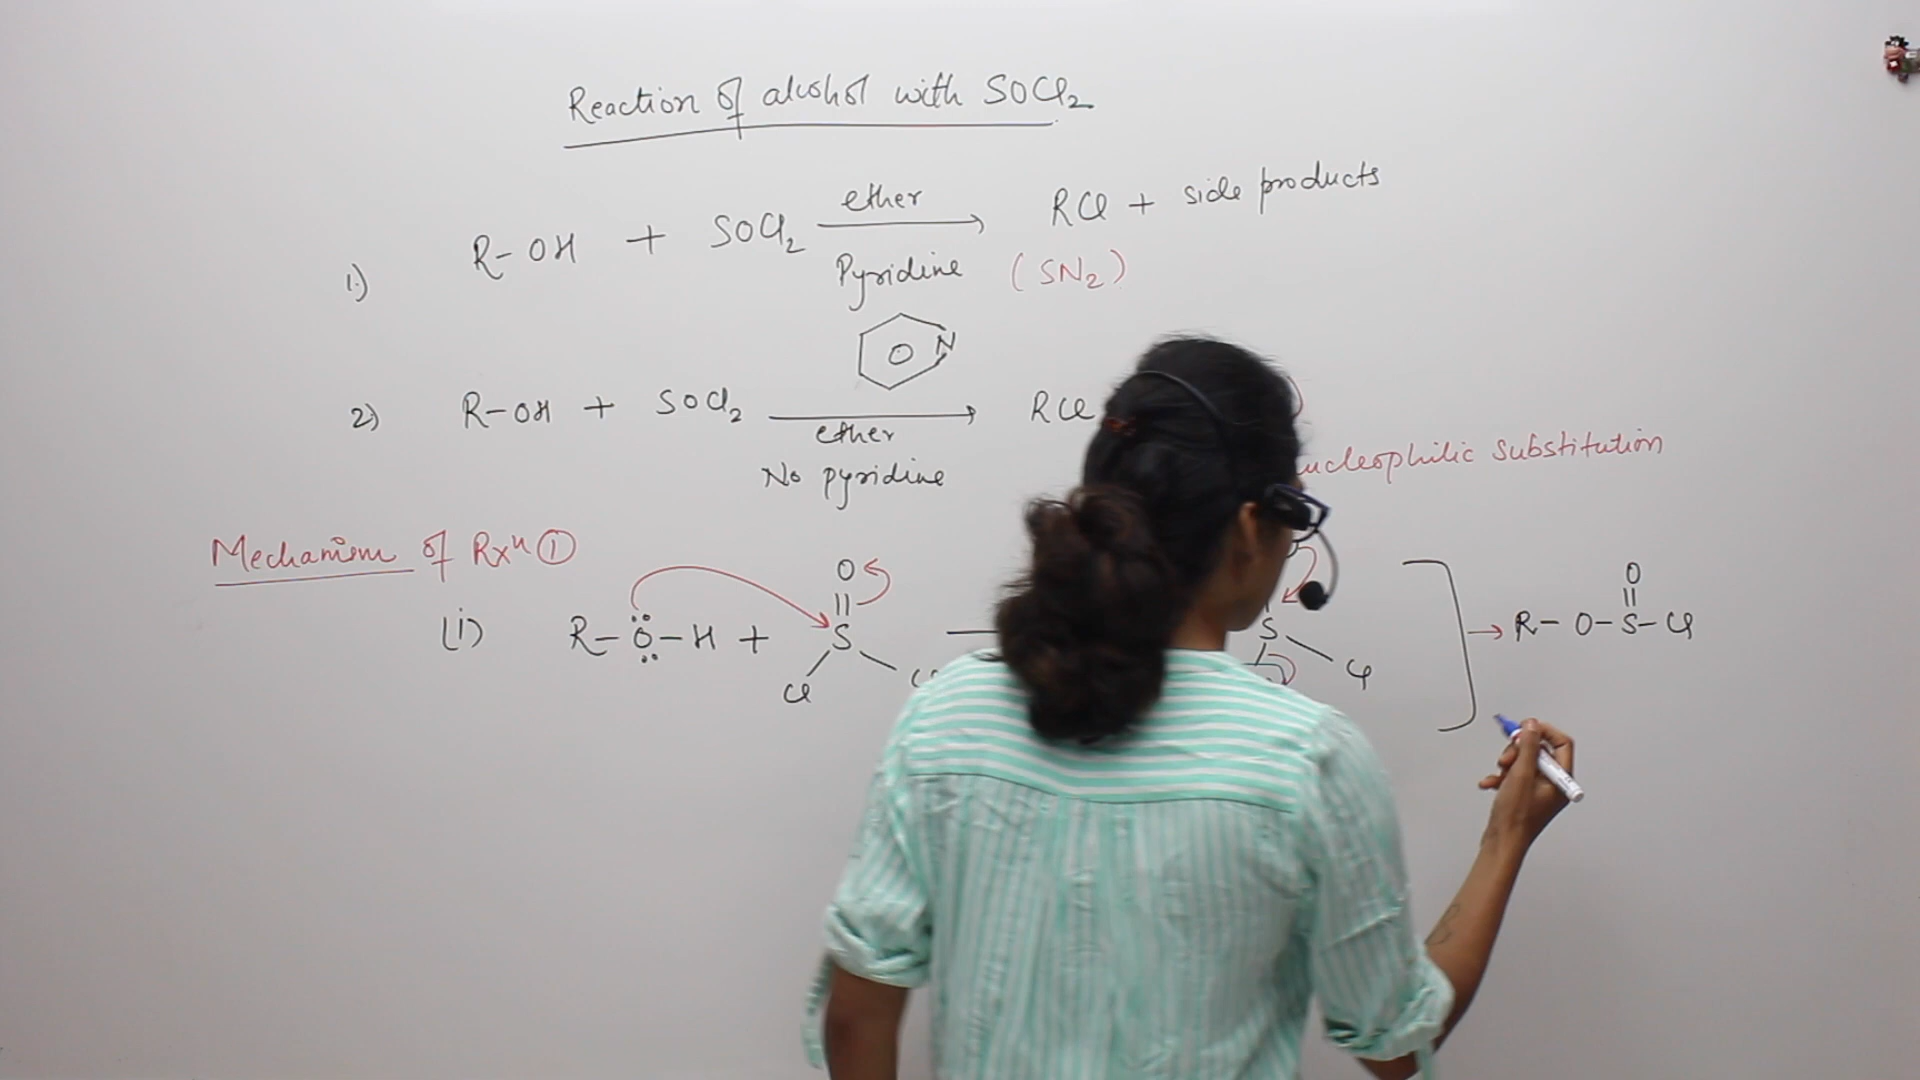 Reaction of alcohol with SOCl2
1) R-OH + SOCl2 ether Pyridine RCl + side products
(SN2)
N
2) R-OH + SOCl2 ether No pyridine RCl
ucleophilic substitution
Mechanism of Rxn ①
(i) R-O-H + O S Cl Cl S Cl R-O-S-Cl O